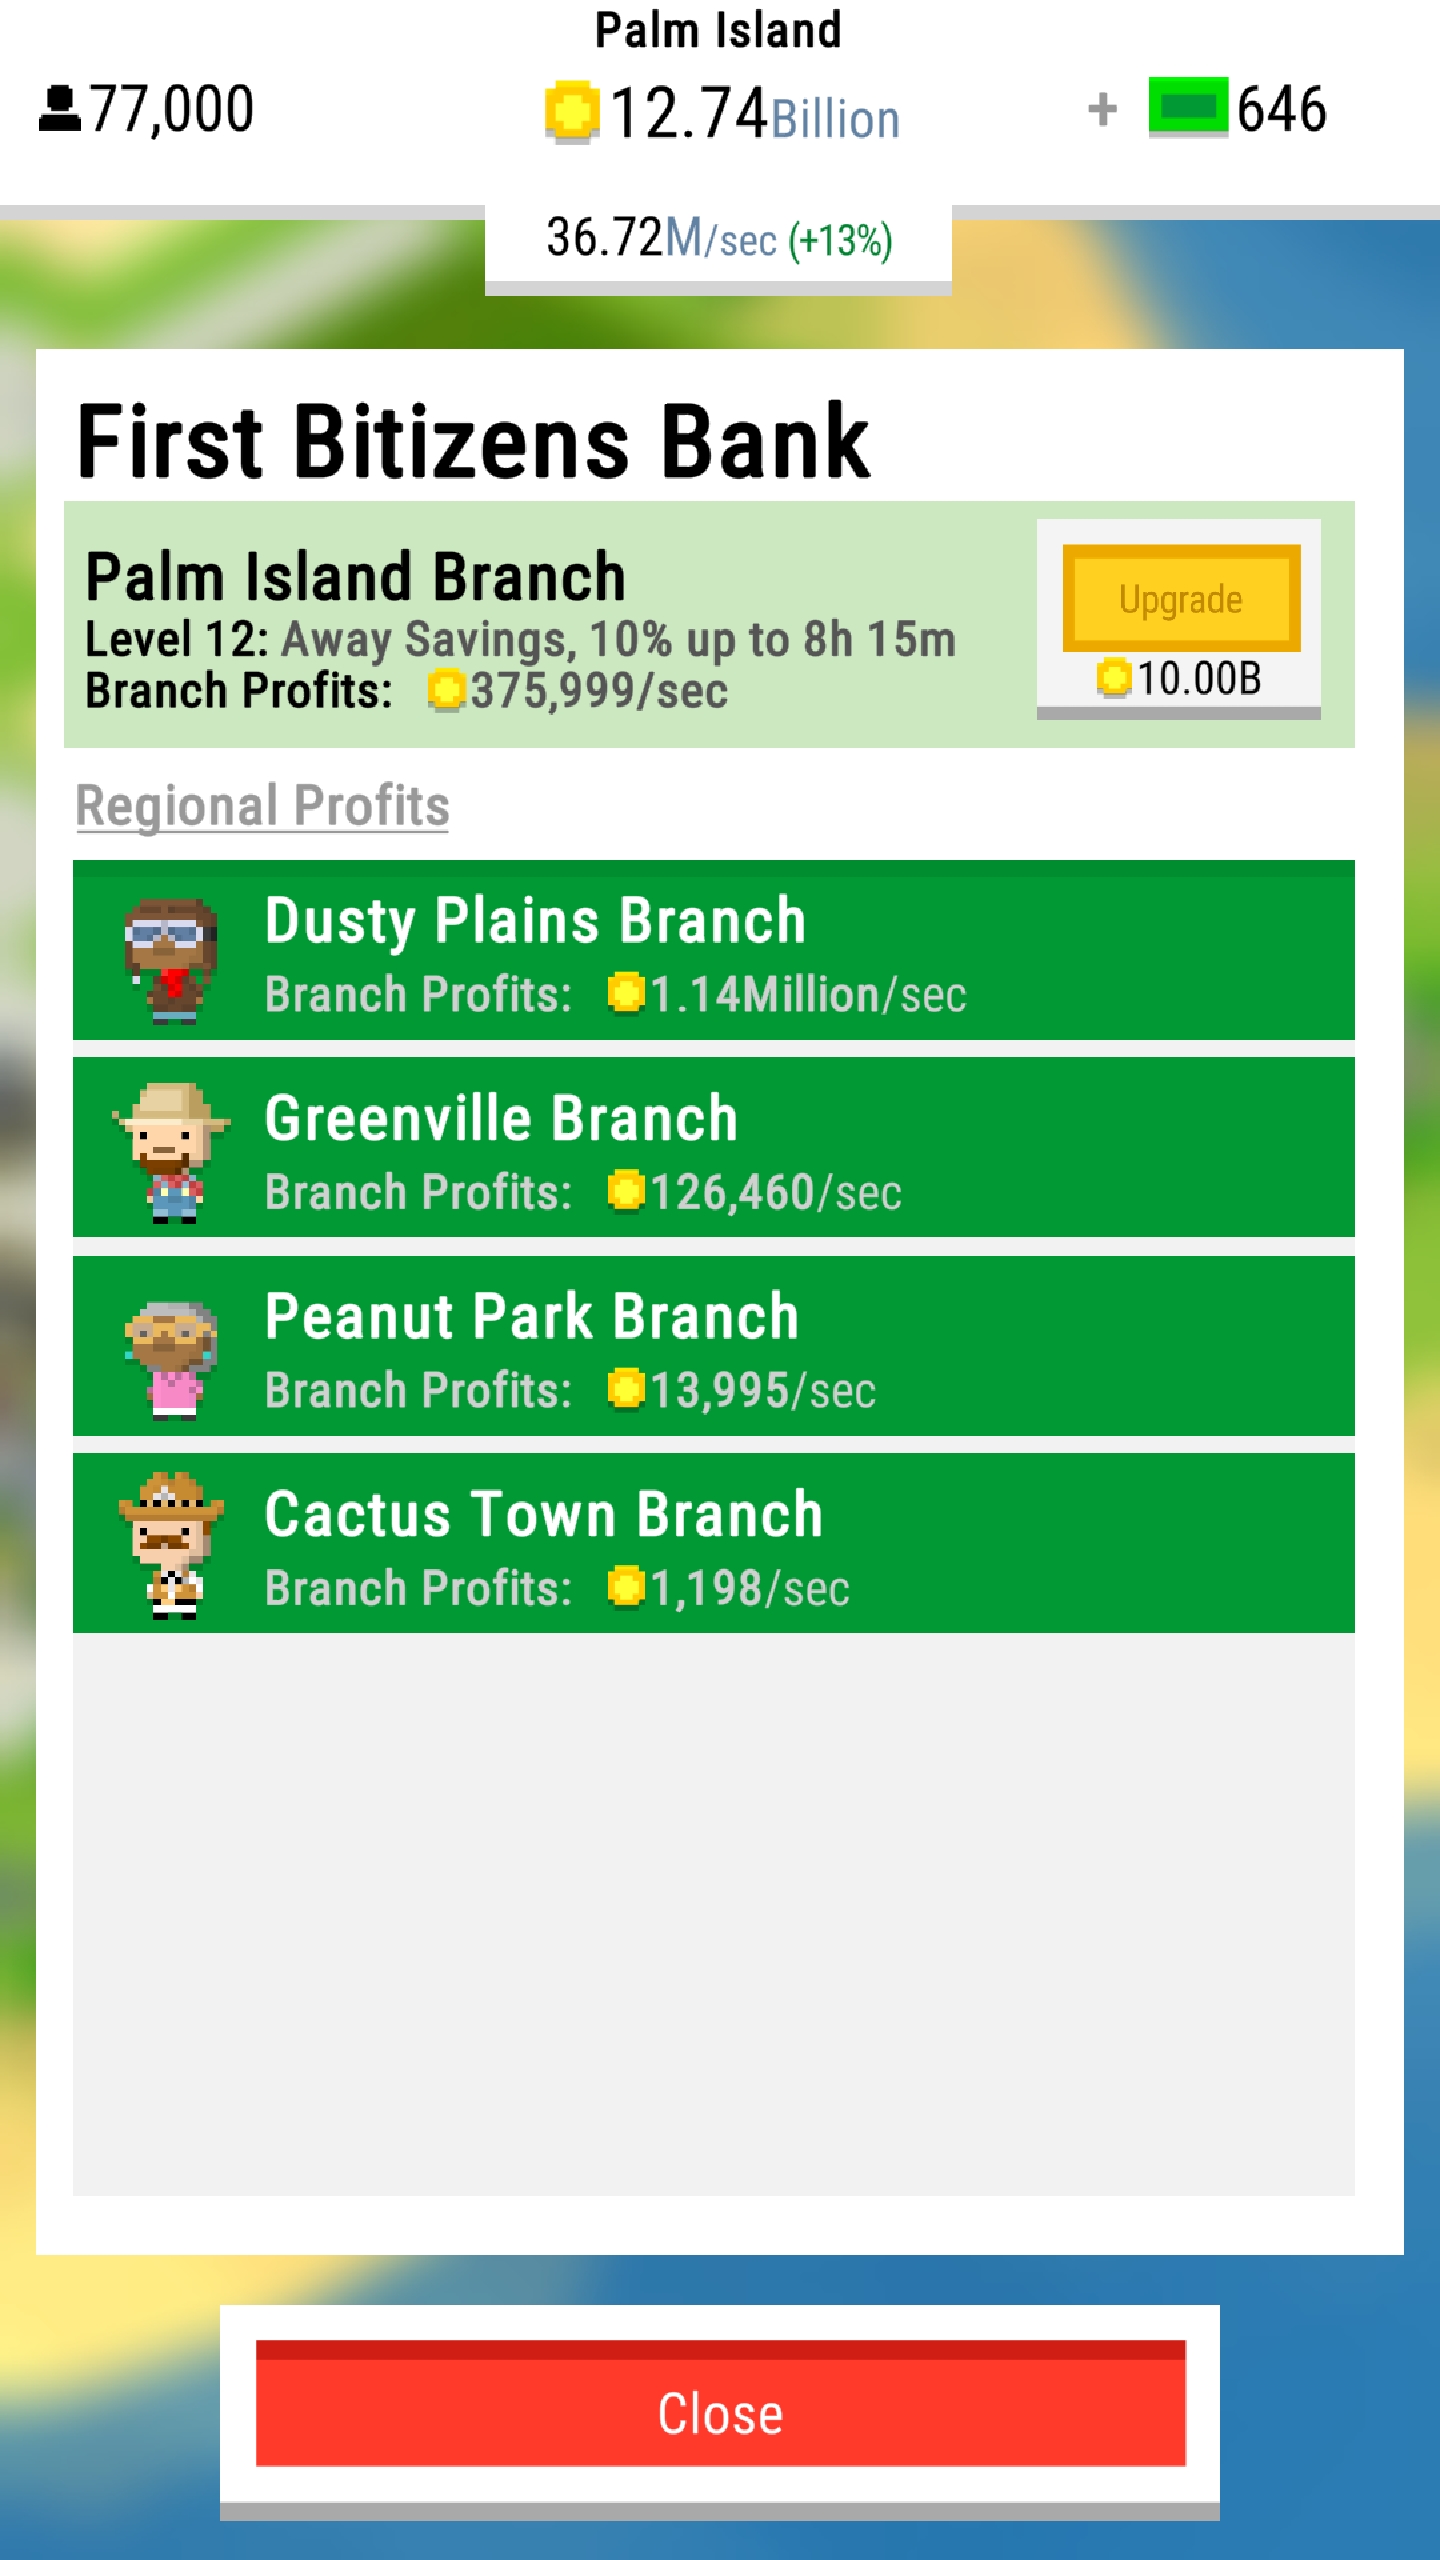 Palm Island
77,000
12.74Billion
+ 646
36.72M/sec (+13%)
First Bitizens Bank
Palm Island Branch
Level 12: Away Savings, 10% up to 8h 15m
Branch Profits: 375,999/sec
Upgrade
10.00B
Regional Profits
Dusty Plains Branch
Branch Profits: 1.14Million/sec
Greenville Branch
Branch Profits: 126,460/sec
Peanut Park Branch
Branch Profits: 13,995/sec
Cactus Town Branch
Branch Profits: 1,198/sec
Close